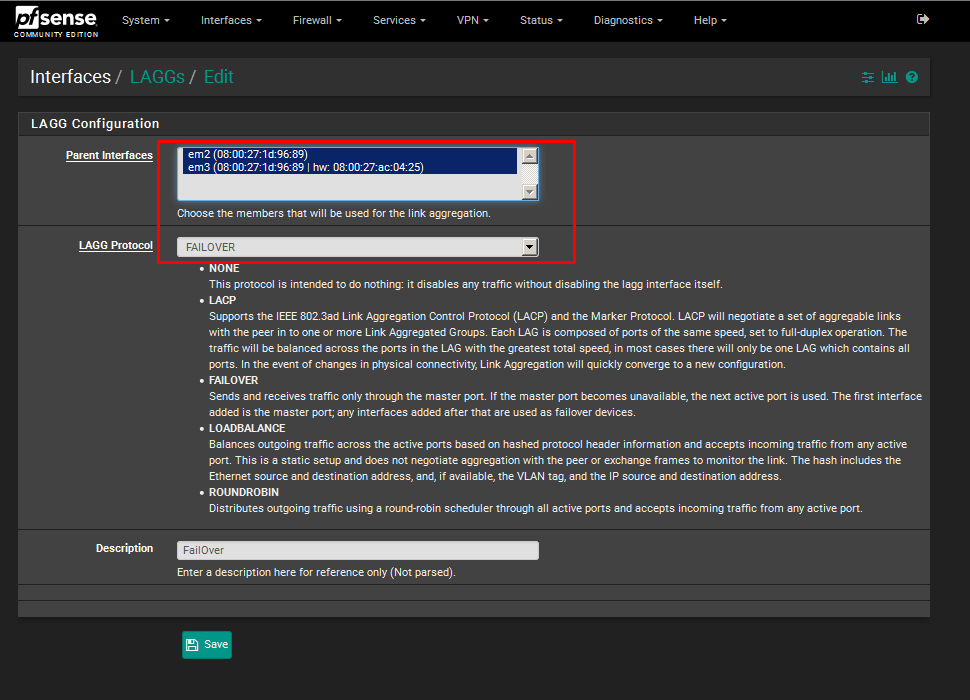 pfsense
COMMUNITY EDITION
System Interfaces Firewall Services VPN Status Diagnostics Help
Interfaces / LAGGs / Edit
LAGG Configuration
Parent Interfaces
em2 (08:00:27:1d:96:89)
em3 (08:00:27:1d:96:89 | hw: 08:00:27:ac:04:25)
Choose the members that will be used for the link aggregation.
LAGG Protocol
FAILOVER
• NONE
This protocol is intended to do nothing: it disables any traffic without disabling the lagg interface itself.
• LACP
Supports the IEEE 802.3ad Link Aggregation Control Protocol (LACP) and the Marker Protocol. LACP will negotiate a set of aggregable links
with the peer in to one or more Link Aggregated Groups. Each LAG is composed of ports of the same speed, set to full-duplex operation. The
traffic will be balanced across the ports in the LAG with the greatest total speed, in most cases there will only be one LAG which contains all
ports. In the event of changes in physical connectivity, Link Aggregation will quickly converge to a new configuration.
• FAILOVER
Sends and receives traffic only through the master port. If the master port becomes unavailable, the next active port is used. The first interface
added is the master port; any interfaces added after that are used as failover devices.
• LOADBALANCE
Balances outgoing traffic across the active ports based on hashed protocol header information and accepts incoming traffic from any active
port. This is a static setup and does not negotiate aggregation with the peer or exchange frames to monitor the link. The hash includes the
Ethernet source and destination address, and, if available, the VLAN tag, and the IP source and destination address.
• ROUNDROBIN
Distributes outgoing traffic using a round-robin scheduler through all active ports and accepts incoming traffic from any active port.
Description
FailOver
Enter a description here for reference only (Not parsed).
Save